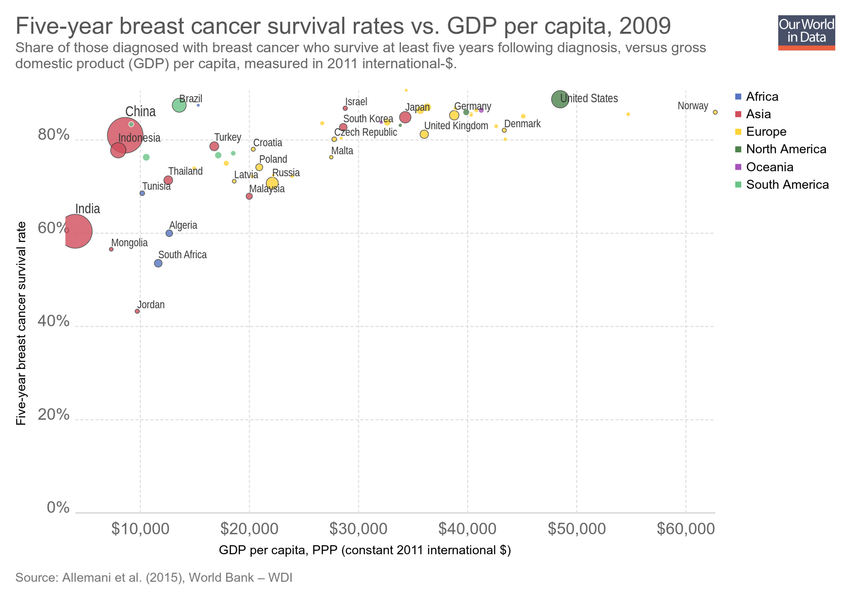 Five-year breast cancer survival rates vs. GDP per capita, 2009
Share of those diagnosed with breast cancer who survive at least five years following diagnosis, versus gross
domestic product (GDP) per capita, measured in 2011 international-$.
Our World
in Data
Africa
Asia
Europe
North America
Oceania
South America
Five-year breast cancer survival rate
80%
60%
40%
20%
0%
Brazil
China
Indonesia
Turkey
Israel
Japan
South Korea
Czech Republic
Germany
United Kingdom
Denmark
United States
Norway
Croatia
Malta
Poland
Latvia
Russia
Malaysia
Thailand
Tunisia
India
Algeria
Mongolia
South Africa
Jordan
$10,000
$20,000
$30,000
$40,000
$50,000
$60,000
GDP per capita, PPP (constant 2011 international $)
Source: Allemani et al. (2015), World Bank – WDI